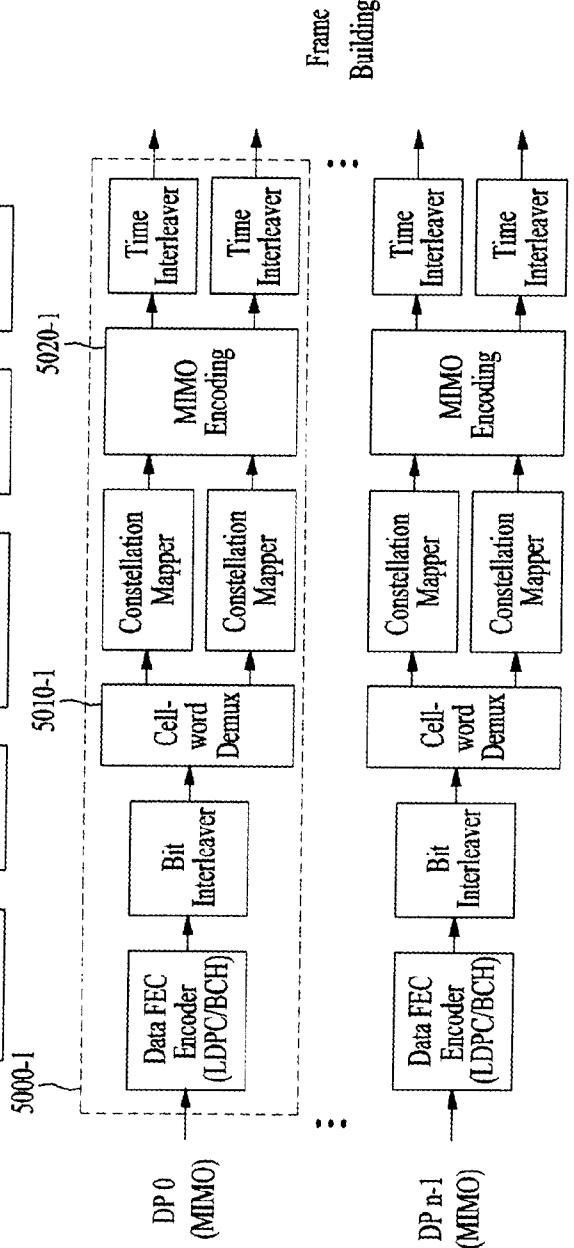 5000-1
DP 0
(MIMO)
Data FEC
Encoder
(LDPC/BCH)
Bit
Interleaver
5010-1
Cell-
word
Demux
Constellation
Mapper
Constellation
Mapper
5020-1
MIMO
Encoding
Time
Interleaver
Time
Interleaver
Frame
Building
DP n-1
(MIMO)
Data FEC
Encoder
(LDPC/BCH)
Bit
Interleaver
Cell-
word
Demux
Constellation
Mapper
Constellation
Mapper
MIMO
Encoding
Time
Interleaver
Time
Interleaver